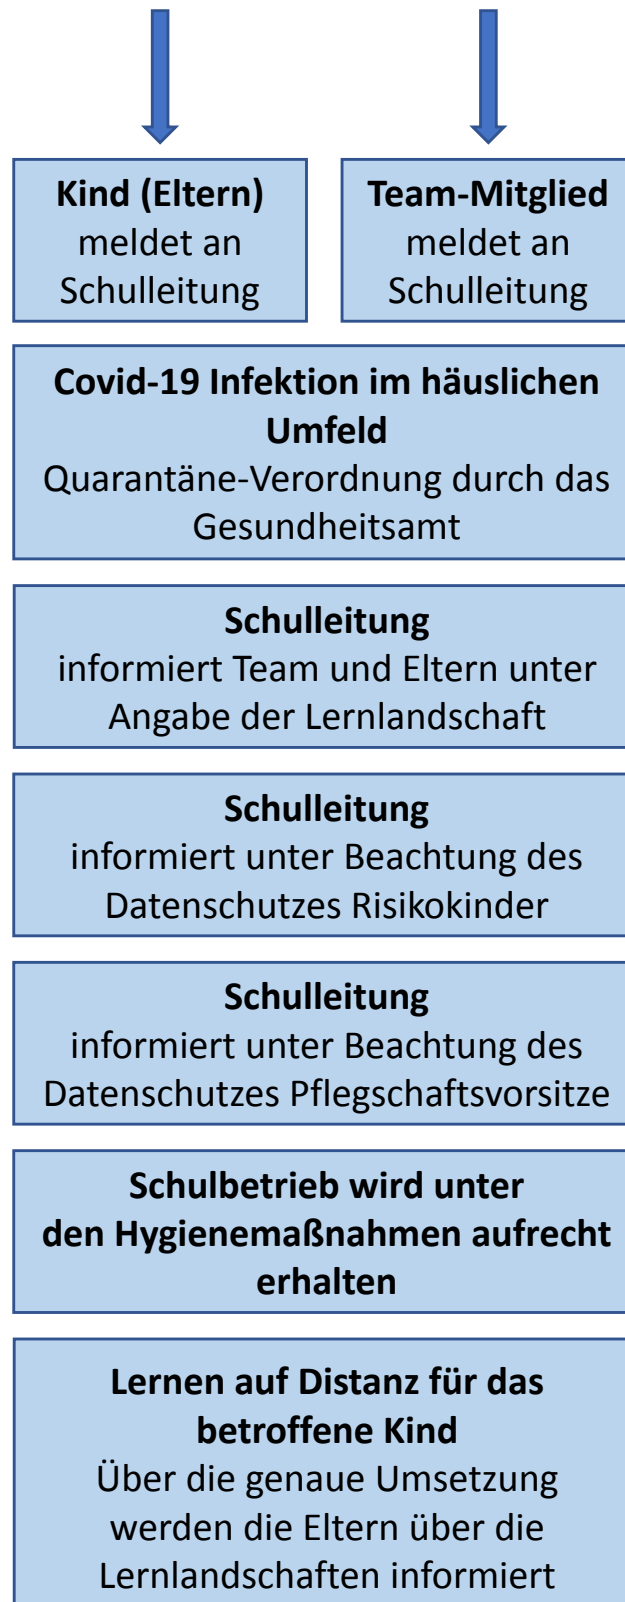 Kind (Eltern)
meldet an
Schulleitung
Team-Mitglied
meldet an
Schulleitung
Covid-19 Infektion im häuslichen
Umfeld
Quarantäne-Verordnung durch das
Gesundheitsamt
Schulleitung
informiert Team und Eltern unter
Angabe der Lernlandschaft
Schulleitung
informiert unter Beachtung des
Datenschutzes Risikokinder
Schulleitung
informiert unter Beachtung des
Datenschutzes Pflegschaftsvorsitze
Schulbetrieb wird unter
den Hygienemaßnahmen aufrecht
erhalten
Lernen auf Distanz für das
betroffene Kind
Über die genaue Umsetzung
werden die Eltern über die
Lernlandschaften informiert